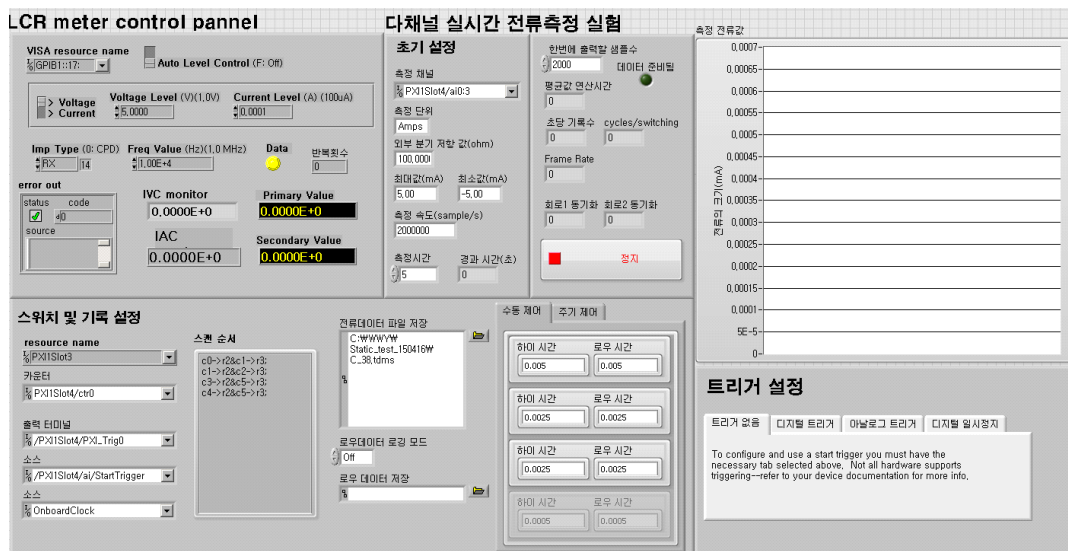 LCR meter control pannel
VISA resource name
GPIB1::17:
Auto Level Control (F: Off)
> Voltage
> Current
Voltage Level (V)(1,0V)
5,0000
Current Level (A) (100uA)
0,0001
Imp Type (0: CPD)
RX
14
Freq Value (Hz)(1,0 MHz)
1,00E+4
Data
반복횟수
0
error out
status
code
d0
source
IVC monitor
0,0000E+0
IAC
0.0000E+0
Primary Value
0.0000E+0
Secondary Value
0.0000E+0
다채널 실시간 전류측정 실험
초기 설정
측정 채널
PXI1Slot4/ai0:3
측정 단위
Amps
외부 분기 저항 값(ohm)
100,000
최대값(mA)
최소값(mA)
5,00
-5,00
측정 속도(sample/s)
2000000
측정시간
경과 시간(초)
5
0
한번에 출력할 샘플수
2000
데이터 준비됨
평균값 연산시간
0
초당 기록수
cycles/switching
0
0
Frame Rate
0
회로1 동기화
회로2 동기화
0
0
정지
측정 전류값
전류의 크기(mA)
0,0007
0,00065
0,0006
0,00055
0,0005
0,00045
0,0004
0,00035
0,0003
0,00025
0,0002
0,00015
0,0001
5E-5
0
스위치 및 기록 설정
resource name
PXI1Slot3
카운터
PXI1Slot4/ctr0
출력 터미널
/PXI1Slot4/PXI_Trig0
소스
/PXI1Slot4/ai/StartTrigger
소스
OnboardClock
스캔 순서
c0->r2&c1->r3;
c1->r2&c2->r3;
c3->r2&c5->r3;
c4->r2&c5->r3;
전류데이터 파일 저장
C:₩WWY₩
Static_test_150416₩
C_38,tdms
로우데이터 로깅 모드
Off
로우 데이터 저장
수동 제어
주기 제어
하이 시간
로우 시간
0.005
0.005
하이 시간
로우 시간
0.0025
0.0025
하이 시간
로우 시간
0.0025
0.0025
하이 시간
로우 시간
0.0005
0.0005
트리거 설정
트리거 없음
디지털 트리거
아날로그 트리거
디지털 일시정지
To configure and use a start trigger you must have the
necessary tab selected above, Not all hardware supports
triggering--refer to your device documentation for more info,